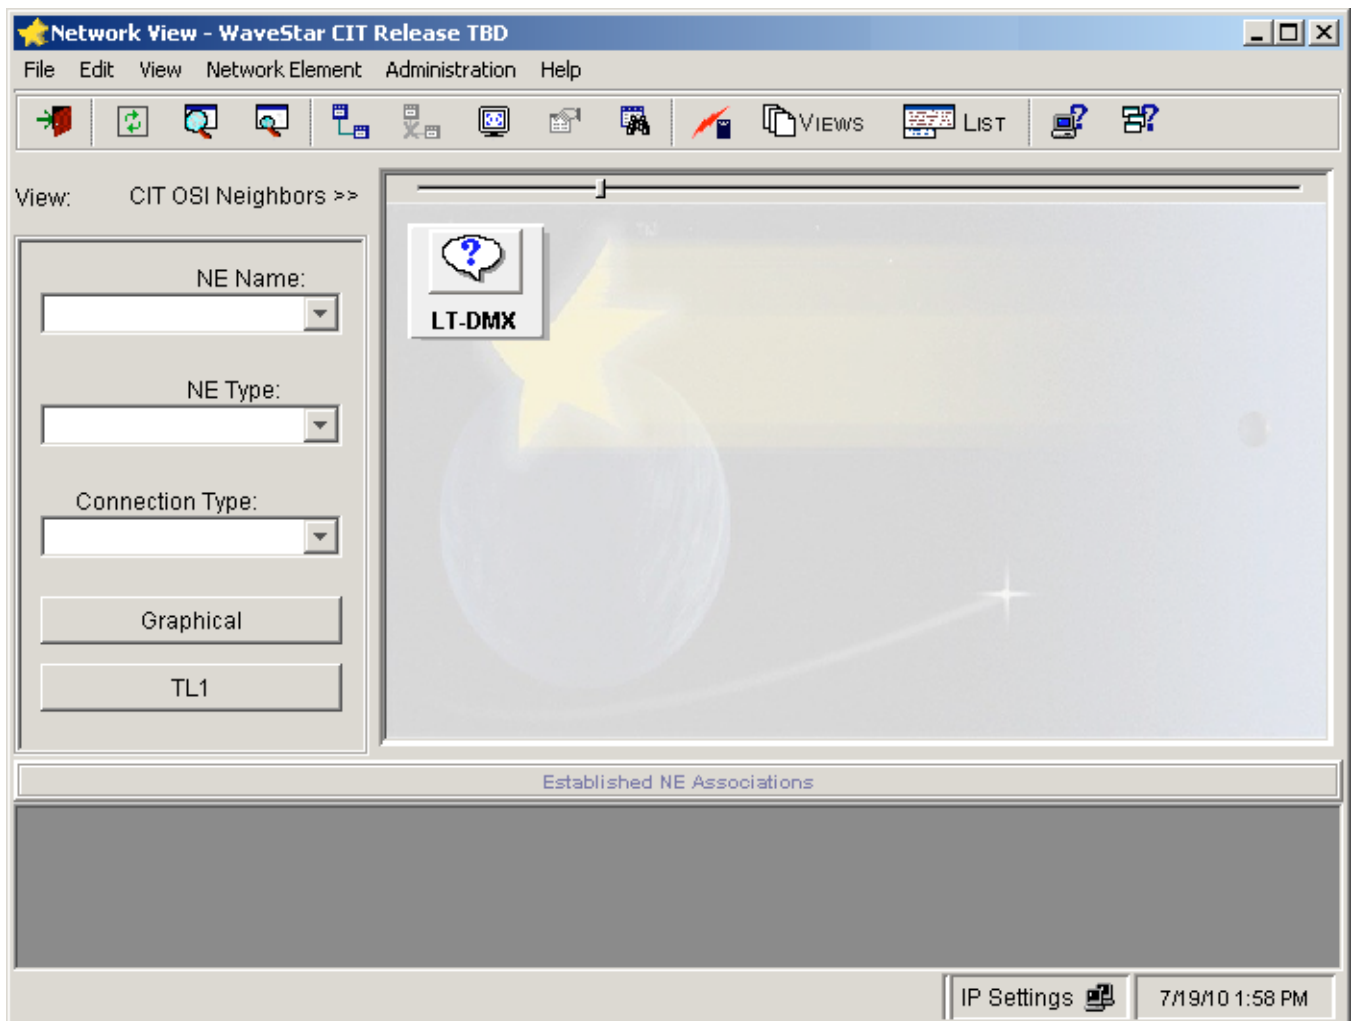 Network View - WaveStar CIT Release TBD
File Edit View Network Element Administration Help
VIEWS LIST
View: CIT OSI Neighbors >>
NE Name:
NE Type:
Connection Type:
Graphical
TL1
LT-DMX
Established NE Associations
IP Settings 7/19/10 1:58 PM